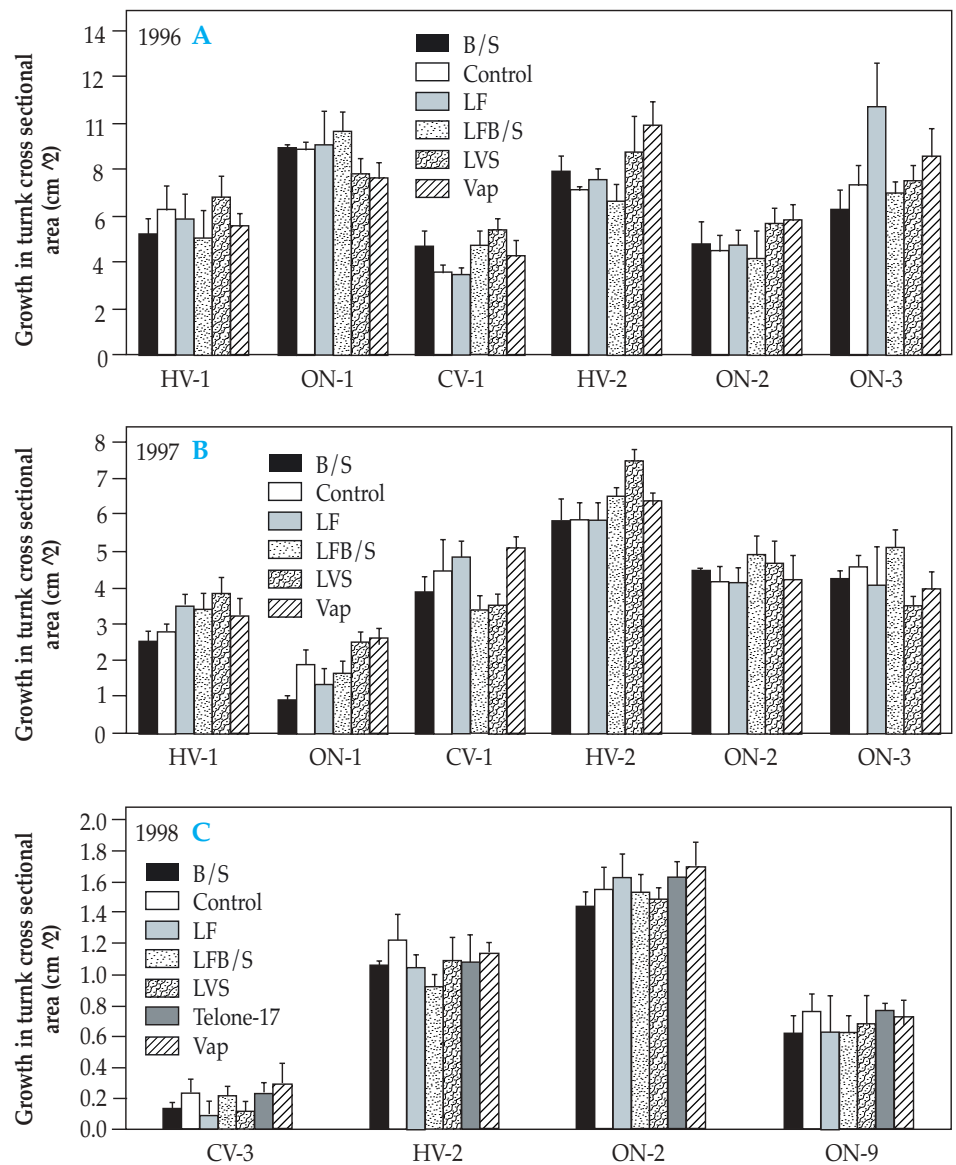 Growth in turnk cross sectional
area (cm ^2)
1996 A
14
12
11
8
6
4
2
0
B/S
Control
LF
LFB/S
LVS
Vap
HV-1 ON-1 CV-1 HV-2 ON-2 ON-3
Growth in turnk cross sectional
area (cm ^2)
1997 B
8
7
6
5
4
3
2
1
0
B/S
Control
LF
LFB/S
LVS
Vap
HV-1 ON-1 CV-1 HV-2 ON-2 ON-3
Growth in turnk cross sectional
area (cm ^2)
1998 C
2.0
1.8
1.6
1.4
1.2
1.0
0.8
0.6
0.4
0.2
0.0
B/S
Control
LF
LFB/S
LVS
Telone-17
Vap
CV-3 HV-2 ON-2 ON-9